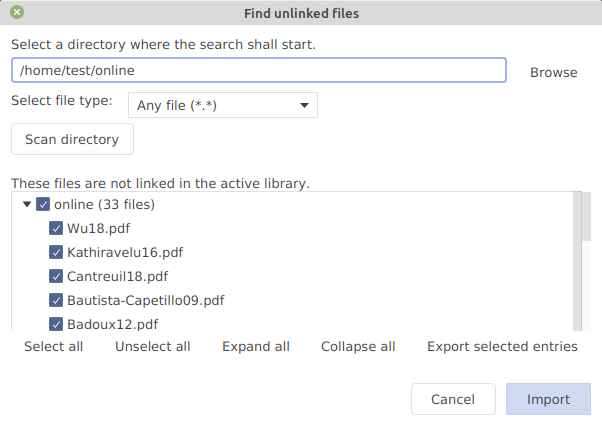 Find unlinked files
Select a directory where the search shall start.
/home/test/online
Browse
Select file type:
Any file (*.*)
Scan directory
These files are not linked in the active library.
online (33 files)
Wu18.pdf
Kathiravelu16.pdf
Cantreuil18.pdf
Bautista-Capetillo09.pdf
Badoux12.pdf
Select all Unselect all Expand all Collapse all Export selected entries
Cancel Import